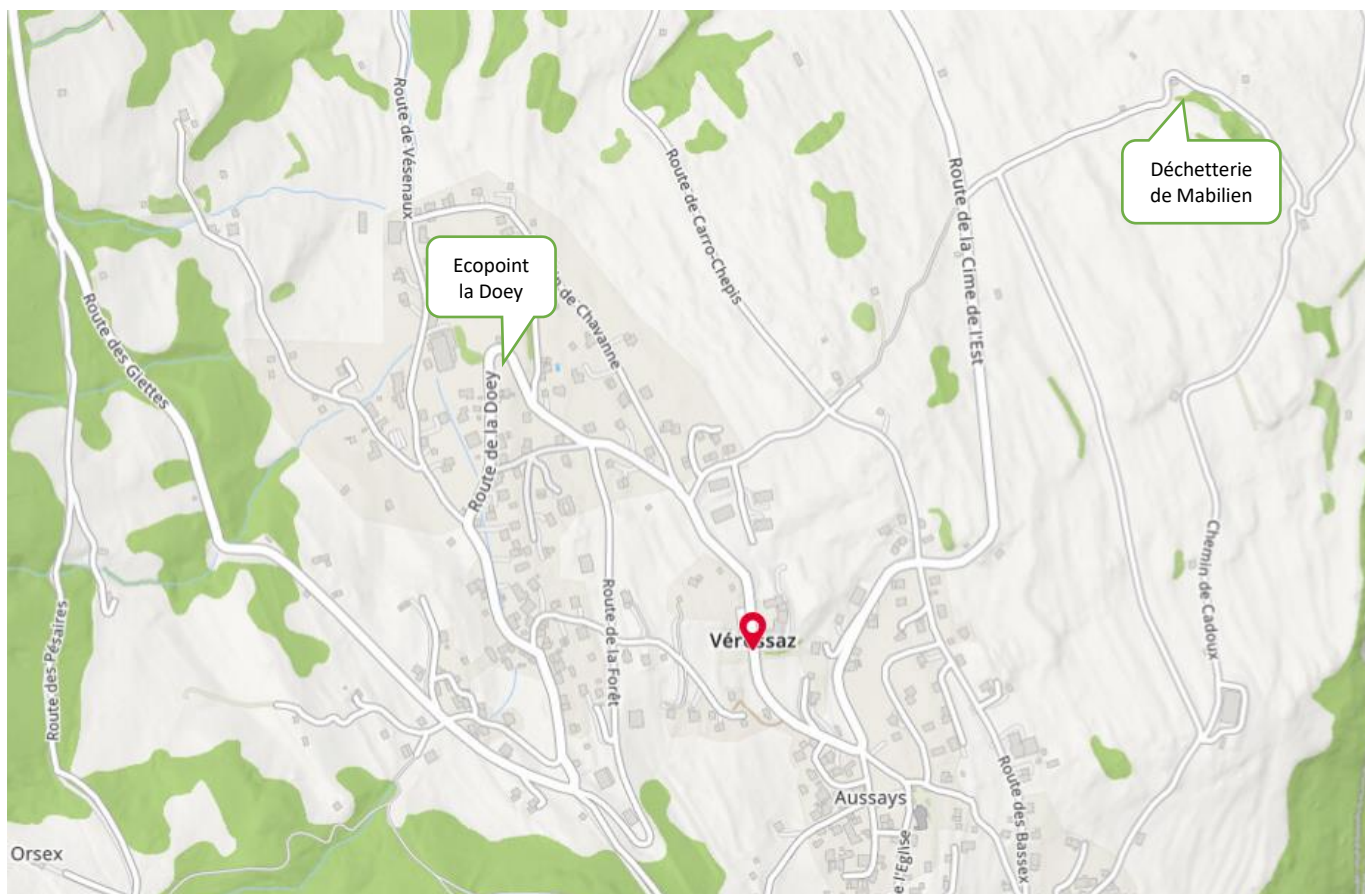 Route de Vésenaux
Route de Carro-Chepis
Route de la Cime de l'Est
Déchetterie
de Mabilien
Ecopoint
la Doey
de Chavanne
Route des Giettes
Route de la Doey
Route des Pésaires
Route de la Forêt
Chemin de Cadoux
Aussays
Route des Bassex
e l'Eglise
Orsex